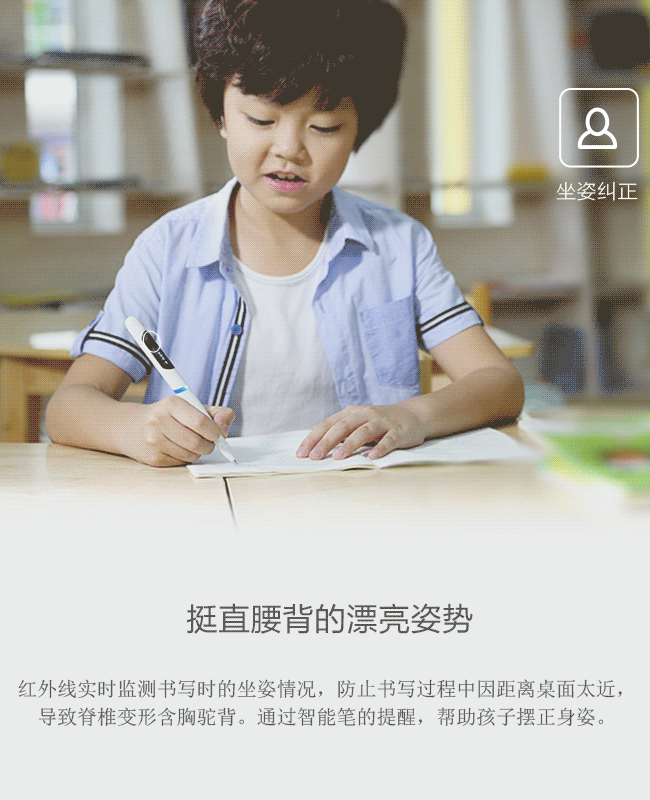 坐姿纠正
挺直腰背的漂亮姿势
红外线实时监测书写时的坐姿情况，防止书写过程中因距离桌面太近，
导致脊椎变形含胸驼背。通过智能笔的提醒，帮助孩子摆正身姿。